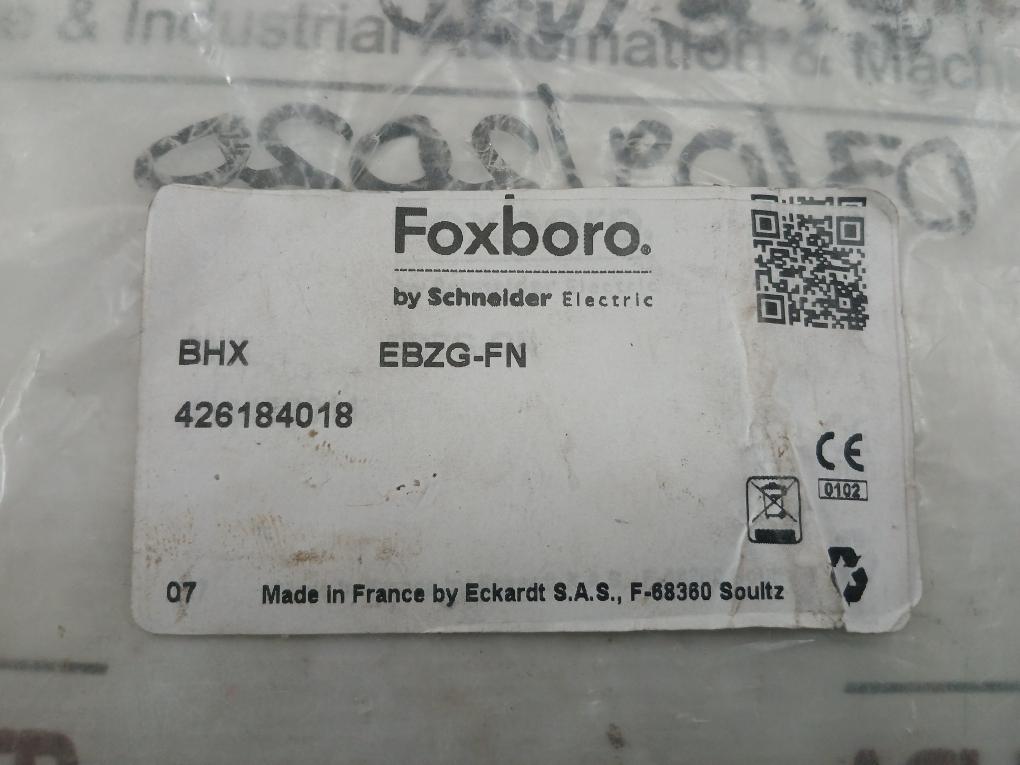 & Industrial Automation & Mach
Foxboro®
by Schneider Electric
BHX EBZG-FN
426184018
CE
0102
07 Made in France by Eckardt S.A.S., F-68360 Soultz